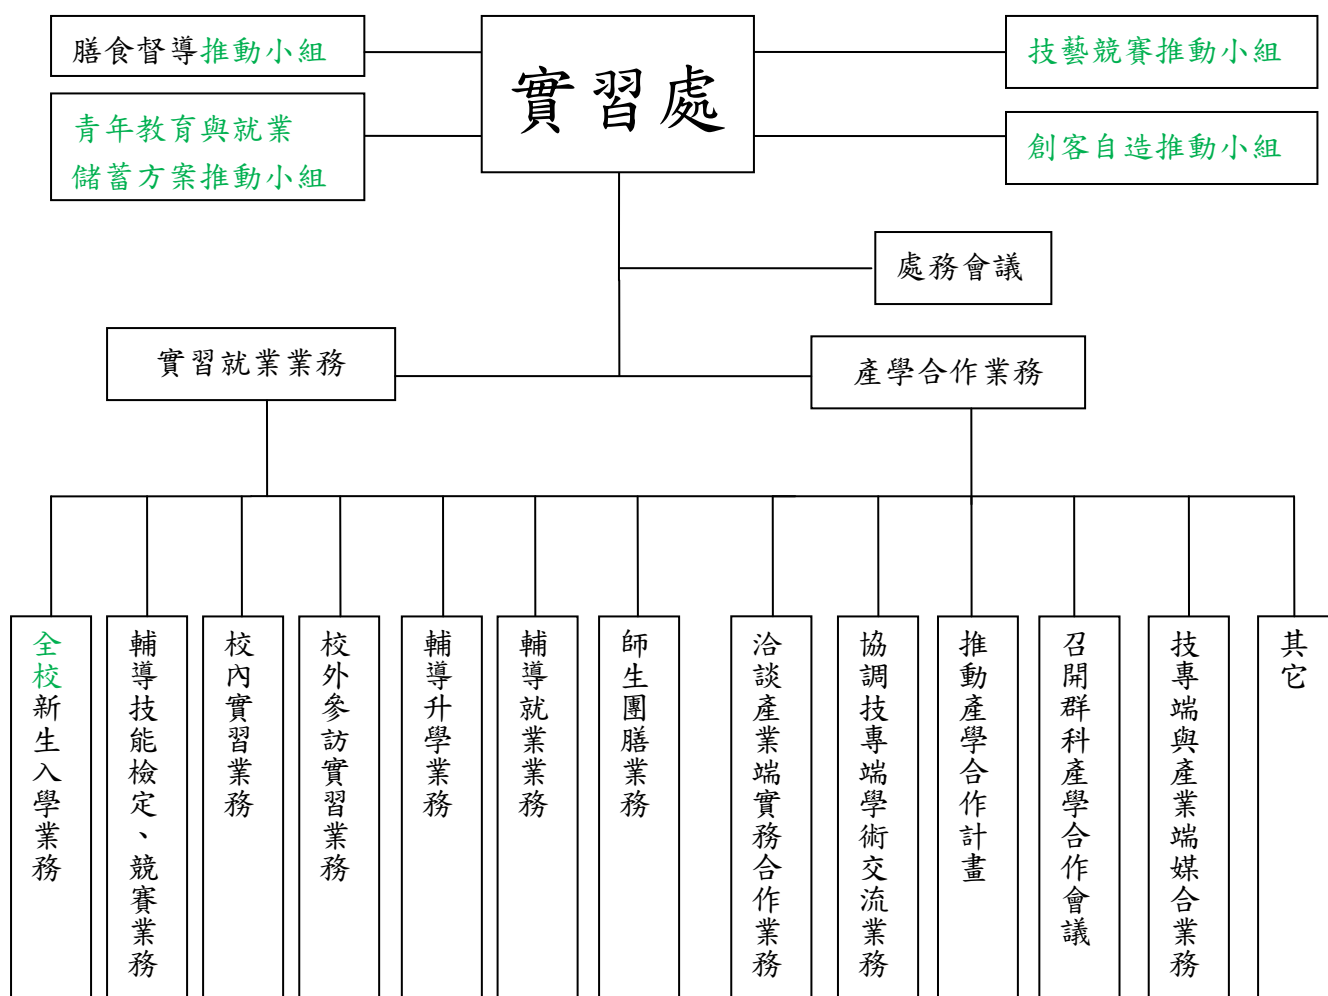 膳食督導推動小組
實習處
技藝競賽推動小組
青年教育與就業
儲蓄方案推動小組
創客自造推動小組
處務會議
實習就業業務
產學合作業務
全校新生入學業務
輔導技能檢定、競賽業務
校內實習業務
校外參訪實習業務
輔導升學業務
輔導就業業務
師生團膳業務
洽談產業端實務合作業務
協調技專端學術交流業務
推動產學合作計畫
召開群科產學合作會議
技專端與產業端媒合業務
其它